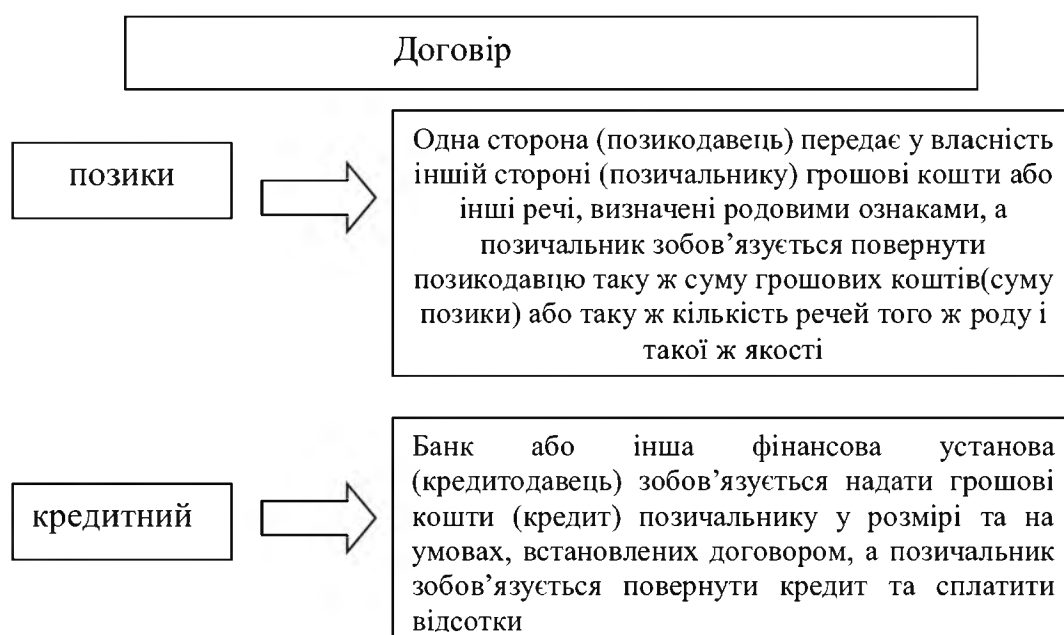 Договір
позики
Одна сторона (позикодавець) передає у власність
іншій стороні (позичальнику) грошові кошти або
інші речі, визначені родовими ознаками, а
позичальник зобов’язується повернути
позикодавцю таку ж суму грошових коштів(суму
позики) або таку ж кількість речей того ж роду і
такої ж якості
кредитний
Банк або інша фінансова установа
(кредитодавець) зобов’язується надати грошові
кошти (кредит) позичальнику у розмірі та на
умовах, встановлених договором, а позичальник
зобов’язується повернути кредит та сплатити
відсотки